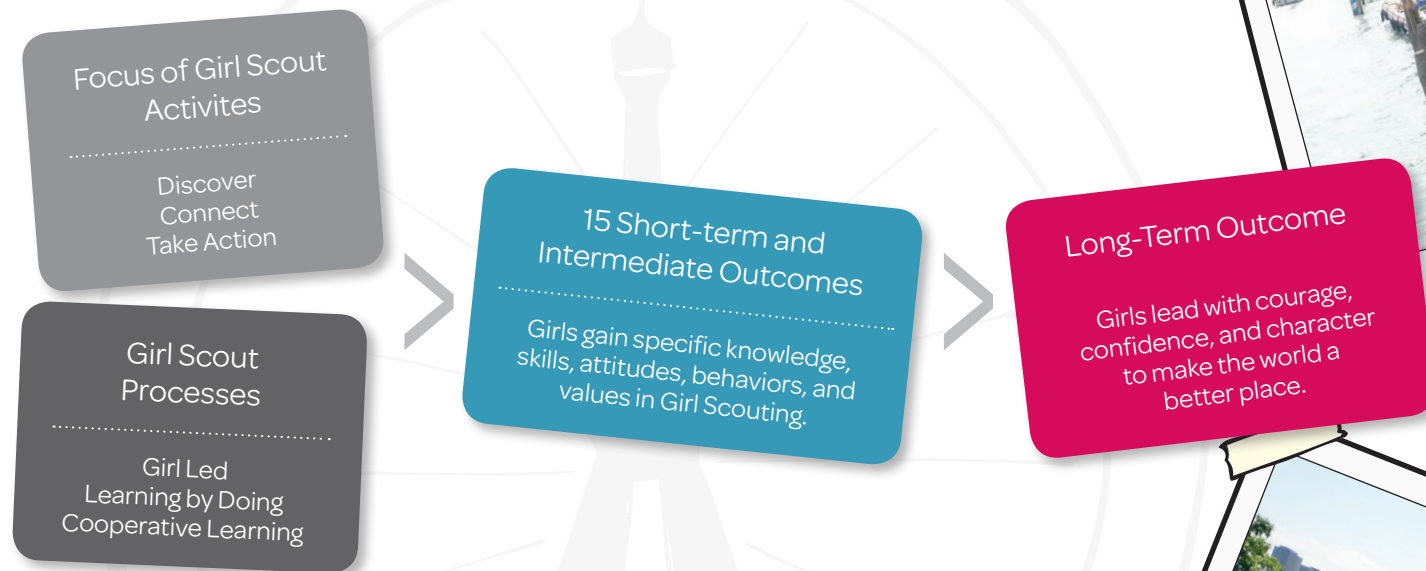 Focus of Girl Scout
Activites
Discover
Connect
Take Action
Girl Scout
Processes
Girl Led
Learning by Doing
Cooperative Learning
15 Short-term and
Intermediate Outcomes
Girls gain specific knowledge,
skills, attitudes, behaviors, and
values in Girl Scouting.
Long-Term Outcome
Girls lead with courage,
confidence, and character
to make the world a
better place.